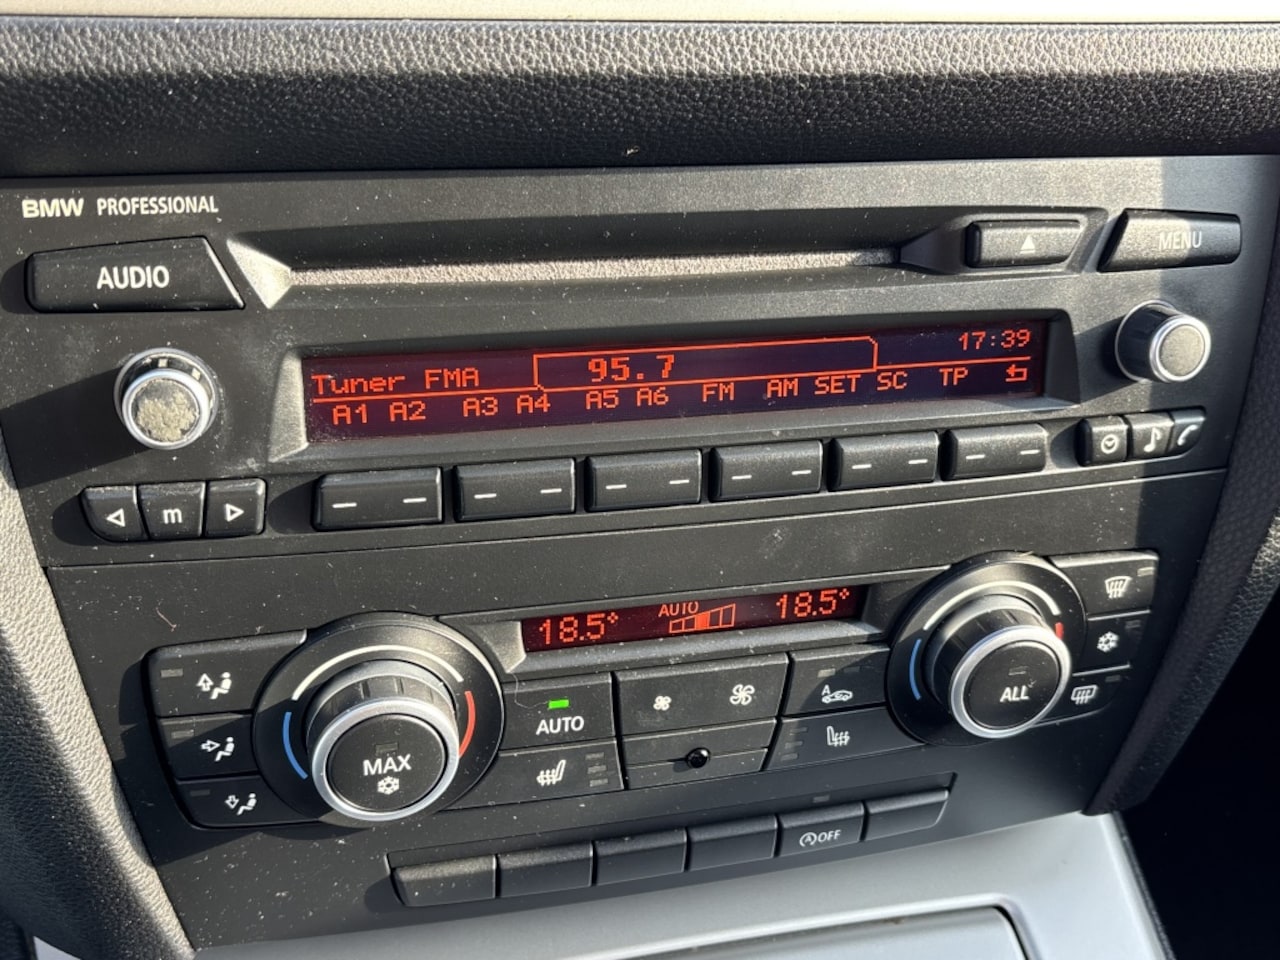 BMW PROFESSIONAL
AUDIO
MENU
17:39
Tuner FMA 95.7
A1 A2 A3 A4 A5 A6 FM AM SET SC TP
m
18.5° AUTO 18.5°
AUTO
A
MAX
ALL
A OFF